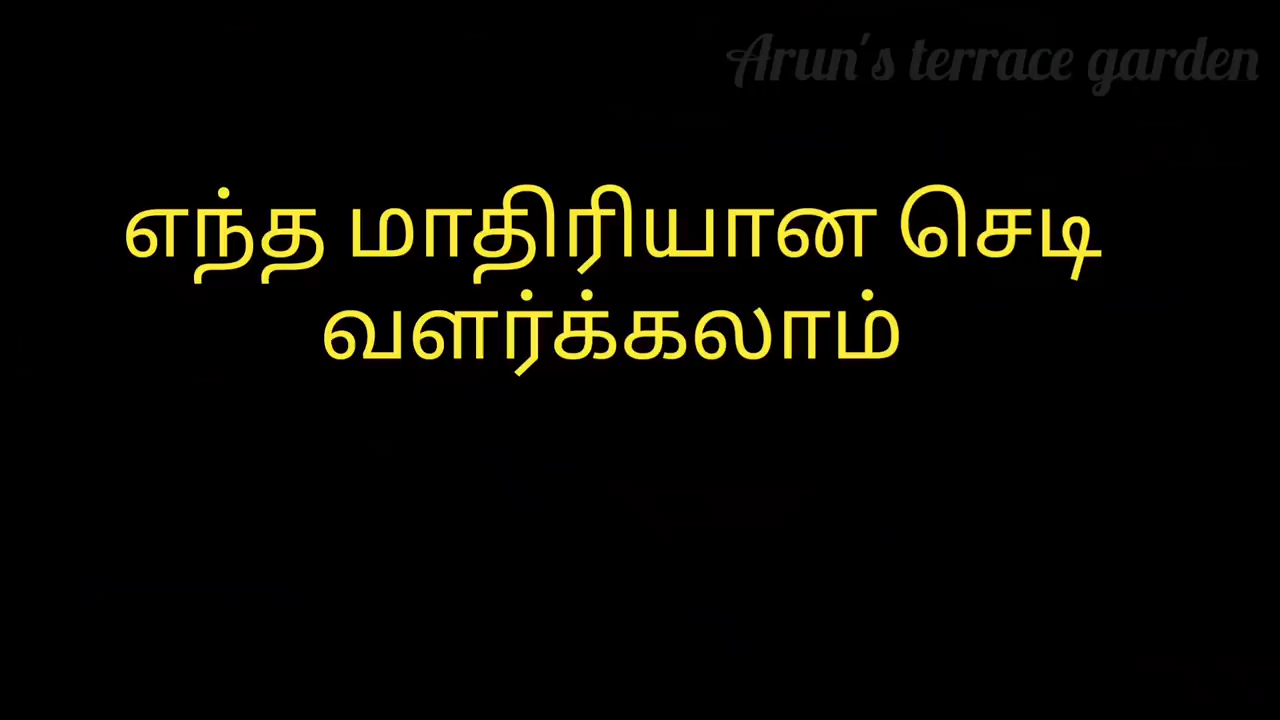 Arun's terrace garden
எந்த மாதிரியான செடி
வளர்க்கலாம்